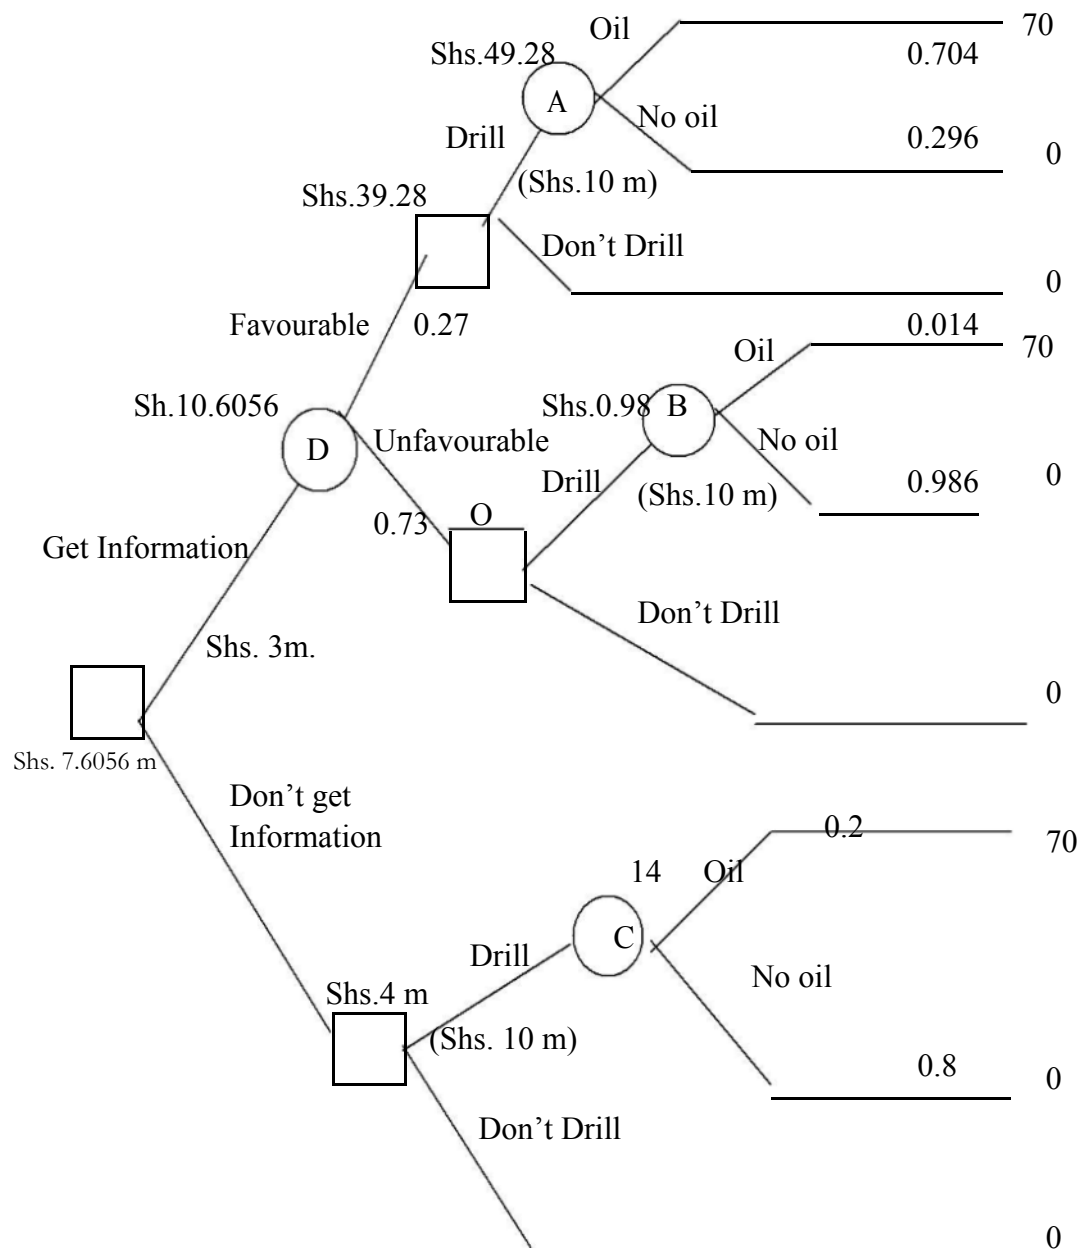 Oil
70
Shs.49.28
0.704
A
No oil
Drill
0.296
0
(Shs.10 m)
Shs.39.28
Don’t Drill
0
Favourable
0.27
0.014
Oil
70
Sh.10.6056
Shs.0.98
B
D
Unfavourable
No oil
Drill
0.986
0
(Shs.10 m)
0.73
O
Get Information
Don’t Drill
Shs. 3m.
0
Shs. 7.6056 m
Don’t get
Information
0.2
70
14
Oil
C
Drill
No oil
Shs.4 m
(Shs. 10 m)
0.8
0
Don’t Drill
0